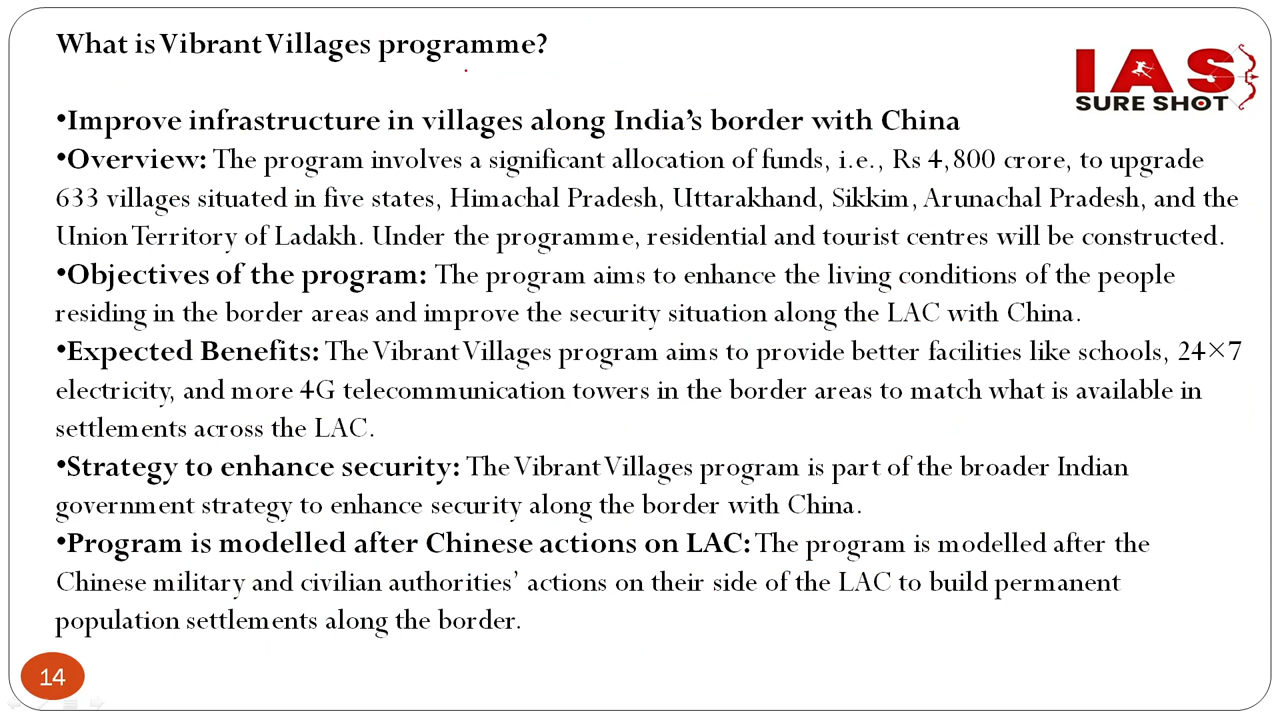 What is Vibrant Villages programme?
IAS
SURE SHOT
•Improve infrastructure in villages along India’s border with China
•Overview: The program involves a significant allocation of funds, i.e., Rs 4,800 crore, to upgrade
633 villages situated in five states, Himachal Pradesh, Uttarakhand, Sikkim, Arunachal Pradesh, and the
Union Territory of Ladakh. Under the programme, residential and tourist centres will be constructed.
•Objectives of the program: The program aims to enhance the living conditions of the people
residing in the border areas and improve the security situation along the LAC with China.
•Expected Benefits: The Vibrant Villages program aims to provide better facilities like schools, 24×7
electricity, and more 4G telecommunication towers in the border areas to match what is available in
settlements across the LAC.
•Strategy to enhance security: The Vibrant Villages program is part of the broader Indian
government strategy to enhance security along the border with China.
•Program is modelled after Chinese actions on LAC: The program is modelled after the
Chinese military and civilian authorities’ actions on their side of the LAC to build permanent
population settlements along the border.
14